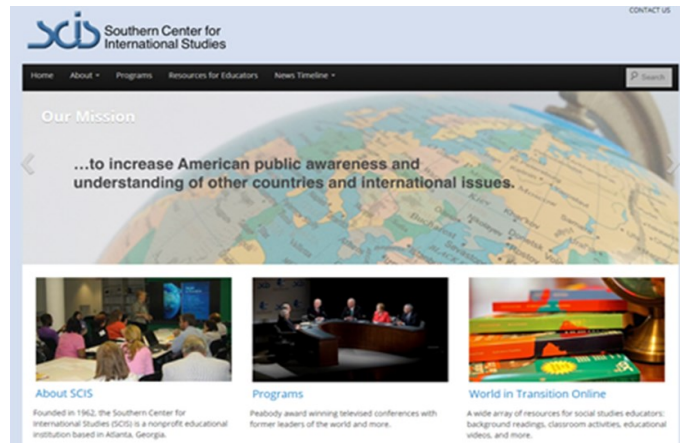 CONTACT US
scis Southern Center for
International Studies
Home About Programs Resources for Educators News Timeline Search
Our Mission
...to increase American public awareness and
understanding of other countries and international issues.
About SCIS
Founded in 1962, the Southern Center for
International Studies (SCIS) is a nonprofit educational
institution based in Atlanta, Georgia.
Programs
Peabody award winning televised conferences with
former leaders of the world and more.
World in Transition Online
A wide array of resources for social studies educators:
background readings, classroom activities, educational
videos, and more.